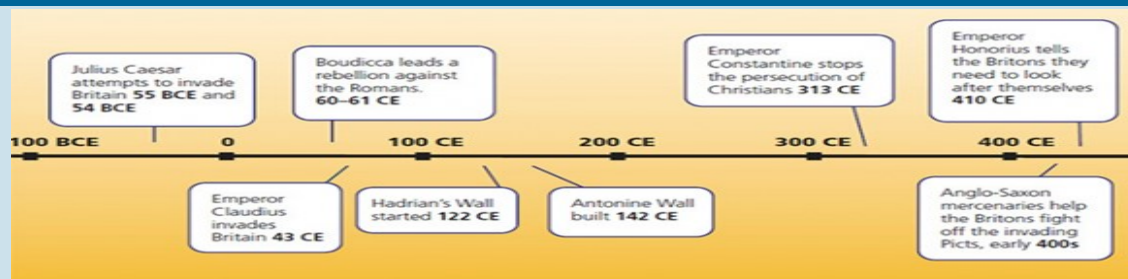 Julius Caesar
attempts to invade
Britain 55 BCE and
54 BCE
Boudicca leads a
rebellion against
the Romans.
60–61 CE
Emperor
Constantine stops
the persecution of
Christians 313 CE
Emperor
Honorius tells
the Britons they
need to look
after themselves
410 CE
100 BCE
0
100 CE
200 CE
300 CE
400 CE
Emperor
Claudius
invades
Britain 43 CE
Hadrian's Wall
started 122 CE
Antonine Wall
built 142 CE
Anglo-Saxon
mercenaries help
the Britons fight
off the invading
Picts, early 400s